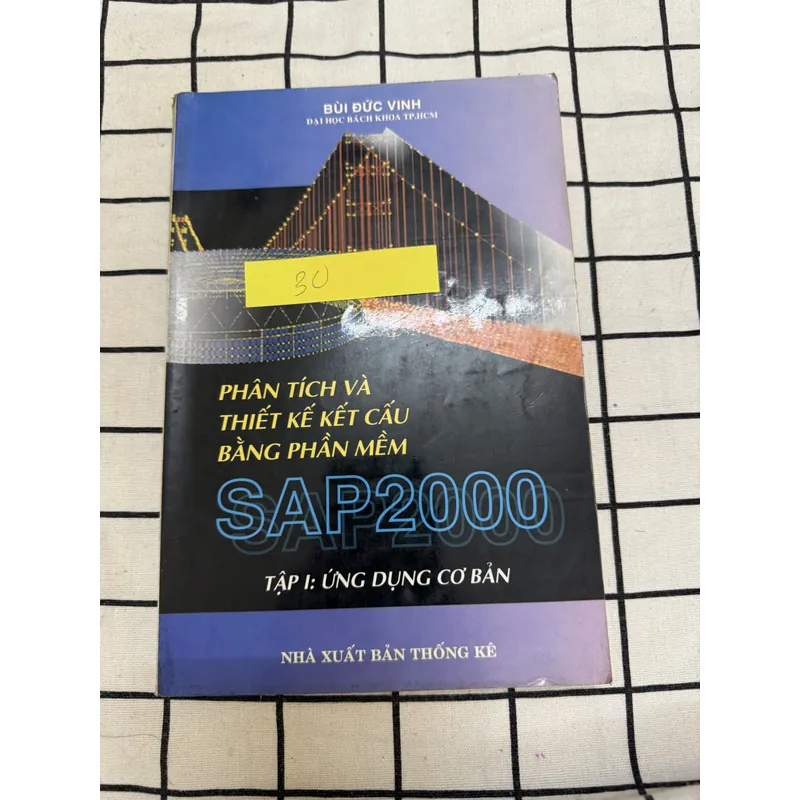 BÙI ĐỨC VINH
ĐẠI HỌC BÁCH KHOA TP.HCM
30
PHÂN TÍCH VÀ
THIẾT KẾ KẾT CẤU
BẰNG PHẦN MỀM
SAP2000
TẬP I: ỨNG DỤNG CƠ BẢN
NHÀ XUẤT BẢN THỐNG KÊ